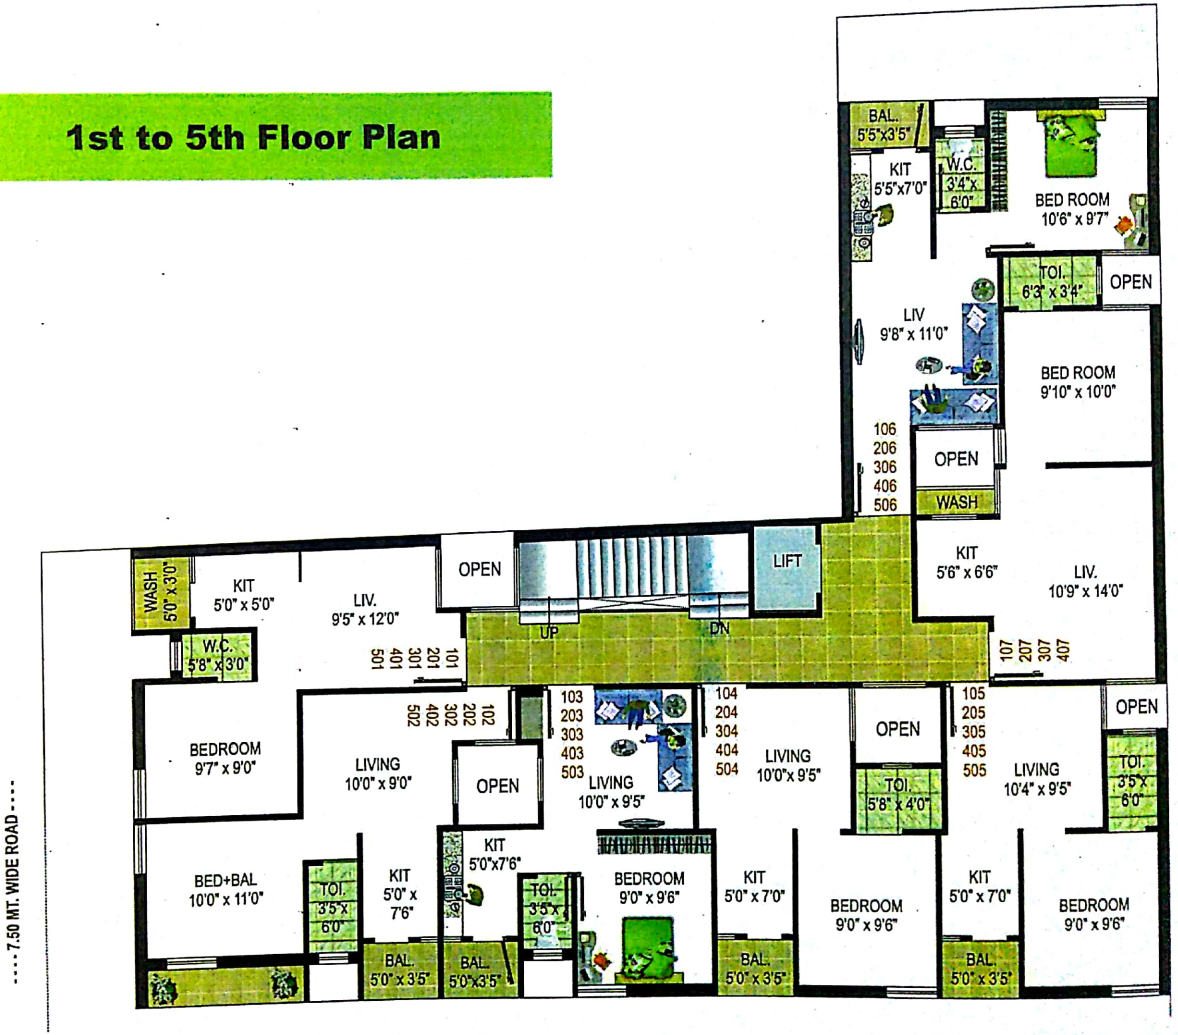 1st to 5th Floor Plan
BAL.
5'5"x3'5"
KIT
5'5"x7'0"
W.C.
3'4"x
6'0"
BED ROOM
10'6" x 9'7"
TOI.
6'3" x 3'4"
OPEN
LIV
9'8" x 11'0"
BED ROOM
9'10" x 10'0"
106
206
306
406
506
OPEN
WASH
KIT
5'6" x 6'6"
LIV.
10'9" x 14'0"
107
207
307
407
LIFT
UP
DN
OPEN
WASH
5'0" x 3'0"
KIT
5'0" x 5'0"
LIV.
9'5" x 12'0"
W.C.
5'8" x 3'0"
101
201
301
401
501
BEDROOM
9'7" x 9'0"
102
202
302
402
502
LIVING
10'0" x 9'0"
OPEN
BED+BAL
10'0" x 11'0"
TOI.
3'5"x
6'0"
KIT
5'0" x
7'6"
BAL.
5'0" x 3'5"
103
203
303
403
503
LIVING
10'0" x 9'5"
KIT
5'0"x7'6"
TOI.
3'5"x
6'0"
BEDROOM
9'0" x 9'6"
BAL.
5'0"x3'5"
104
204
304
404
504
LIVING
10'0"x 9'5"
OPEN
TOI.
5'8" x 4'0"
KIT
5'0" x 7'0"
BEDROOM
9'0" x 9'6"
BAL.
5'0" x 3'5"
105
205
305
405
505
LIVING
10'4" x 9'5"
OPEN
TOI.
3'5"x
6'0"
KIT
5'0" x 7'0"
BEDROOM
9'0" x 9'6"
BAL
5'0" x 3'5"
---- 7.50 MT. WIDE ROAD ----